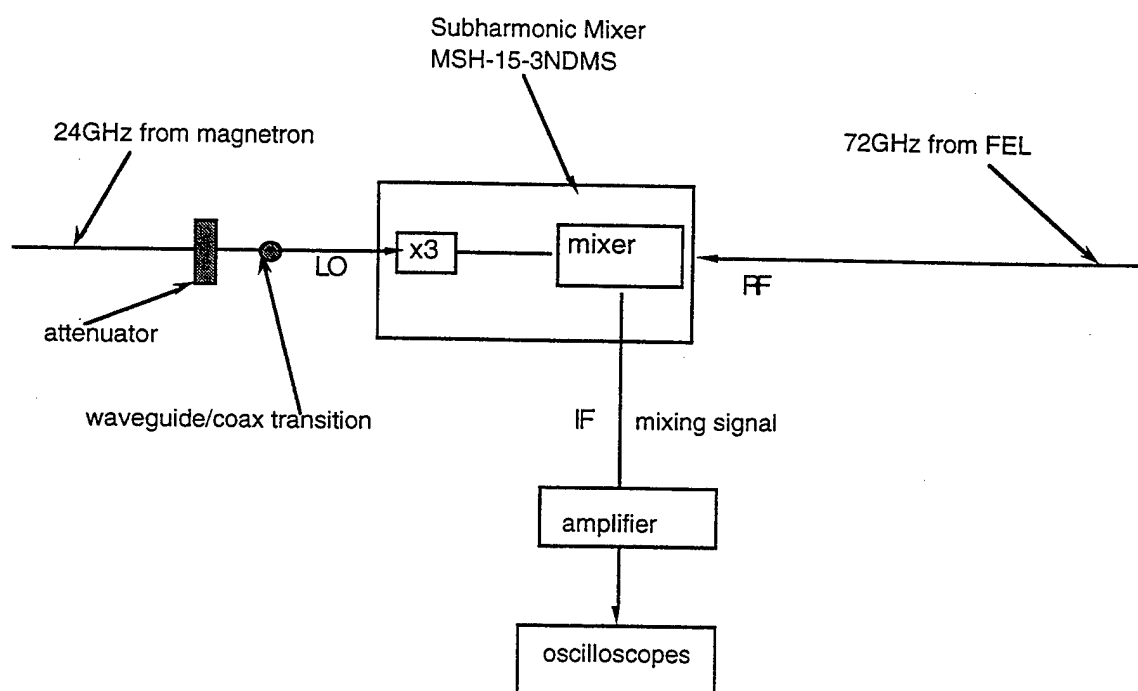 Subharmonic Mixer
MSH-15-3NDMS
24GHz from magnetron
72GHz from FEL
x3
mixer
LO
RF
attenuator
waveguide/coax transition
IF
mixing signal
amplifier
oscilloscopes